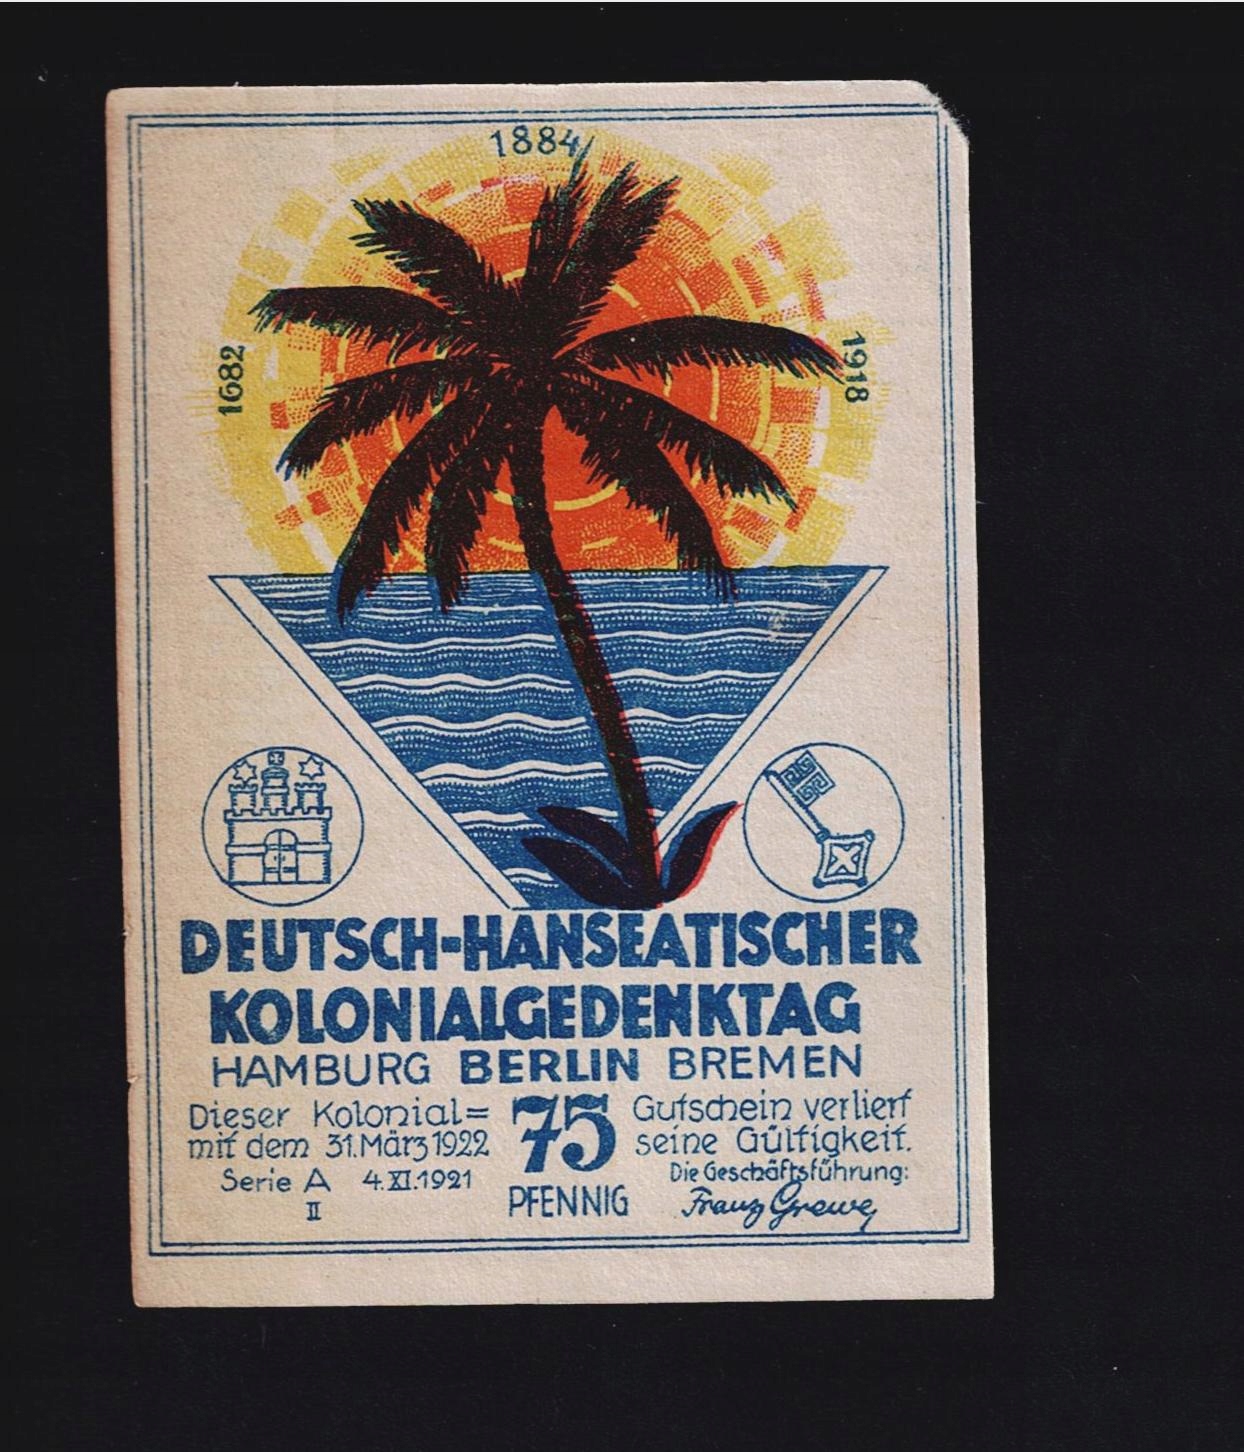 1884
1682
1918
DEUTSCH-HANSEATISCHER
KOLONIALGEDENKTAG
HAMBURG BERLIN BREMEN
Dieser Kolonial= 75 Gutschein verliert
mit dem 31. März 1922 seine Gültigkeit.
Serie A 4.XI.1921 PFENNIG Die Geschäftsführung:
II Franz Grewe